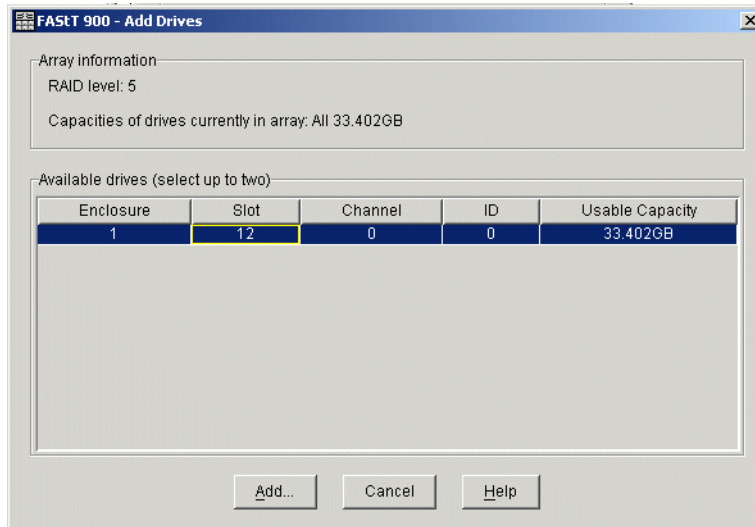 FAStT 900 - Add Drives
Array information
RAID level: 5
Capacities of drives currently in array: All 33.402GB
Available drives (select up to two)
Enclosure Slot Channel ID Usable Capacity
1 12 0 0 33.402GB
Add... Cancel Help